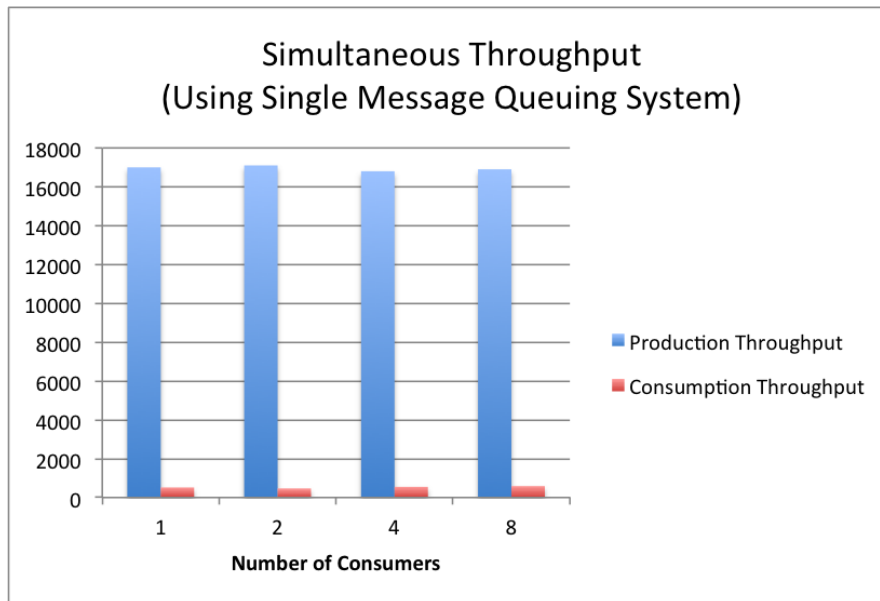 Simultaneous Throughput
(Using Single Message Queuing System)
18000
16000
14000
12000
10000
8000
6000
4000
2000
0
1
2
4
8
Number of Consumers
Production Throughput
Consumption Throughput